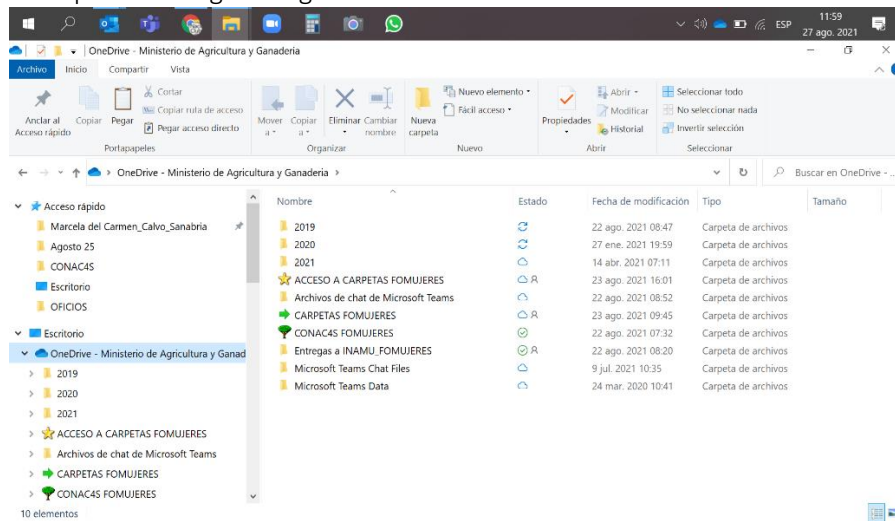 ESP
11:59
27 ago. 2021
OneDrive - Ministerio de Agricultura y Ganaderia
Archivo Inicio Compartir Vista
Anclar al Acceso rápido
Copiar
Pegar
Cortar
Copiar ruta de acceso
Pegar acceso directo
Mover a
Copiar a
Eliminar
Cambiar nombre
Nueva carpeta
Nuevo elemento
Fácil acceso
Propiedades
Abrir
Modificar
Historial
Seleccionar todo
No seleccionar nada
Invertir selección
Portapapeles Organizar Nuevo Abrir Seleccionar
OneDrive - Ministerio de Agricultura y Ganaderia
Buscar en OneDrive - ...
Acceso rápido
Marcela del Carmen_Calvo_Sanabria
Agosto 25
CONAC4S
Escritorio
OFICIOS
Escritorio
OneDrive - Ministerio de Agricultura y Ganad
2019
2020
2021
ACCESO A CARPETAS FOMUJERES
Archivos de chat de Microsoft Teams
CARPETAS FOMUJERES
CONAC4S FOMUJERES
Nombre Estado Fecha de modificación Tipo Tamaño
2019 22 ago. 2021 08:47 Carpeta de archivos
2020 27 ene. 2021 19:59 Carpeta de archivos
2021 14 abr. 2021 07:11 Carpeta de archivos
ACCESO A CARPETAS FOMUJERES 23 ago. 2021 16:01 Carpeta de archivos
Archivos de chat de Microsoft Teams 22 ago. 2021 08:52 Carpeta de archivos
CARPETAS FOMUJERES 23 ago. 2021 09:45 Carpeta de archivos
CONAC4S FOMUJERES 22 ago. 2021 07:32 Carpeta de archivos
Entregas a INAMU_FOMUJERES 22 ago. 2021 08:20 Carpeta de archivos
Microsoft Teams Chat Files 9 jul. 2021 10:35 Carpeta de archivos
Microsoft Teams Data 24 mar. 2020 10:41 Carpeta de archivos
10 elementos